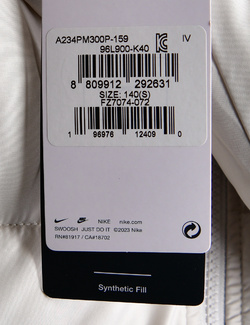 A234PM300P-159 IV
96L900-K40
8 809912 292631
SIZE: 140(S)
FZ7074-072
1 96976 12409 0
NIKE nike.com
SWOOSH JUST DO IT ©2023 Nike
RN#61917 / CA#16702
Synthetic Fill